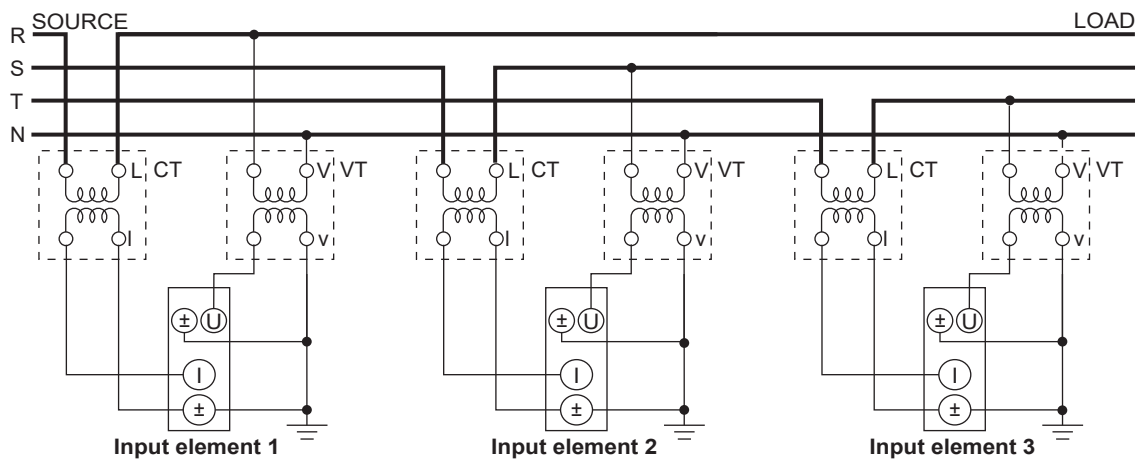 SOURCE LOAD
R
S
T
N
L CT V VT L CT V VT L CT V VT
l v l v l v
± U ± U ± U
I I I
± ± ±
Input element 1 Input element 2 Input element 3